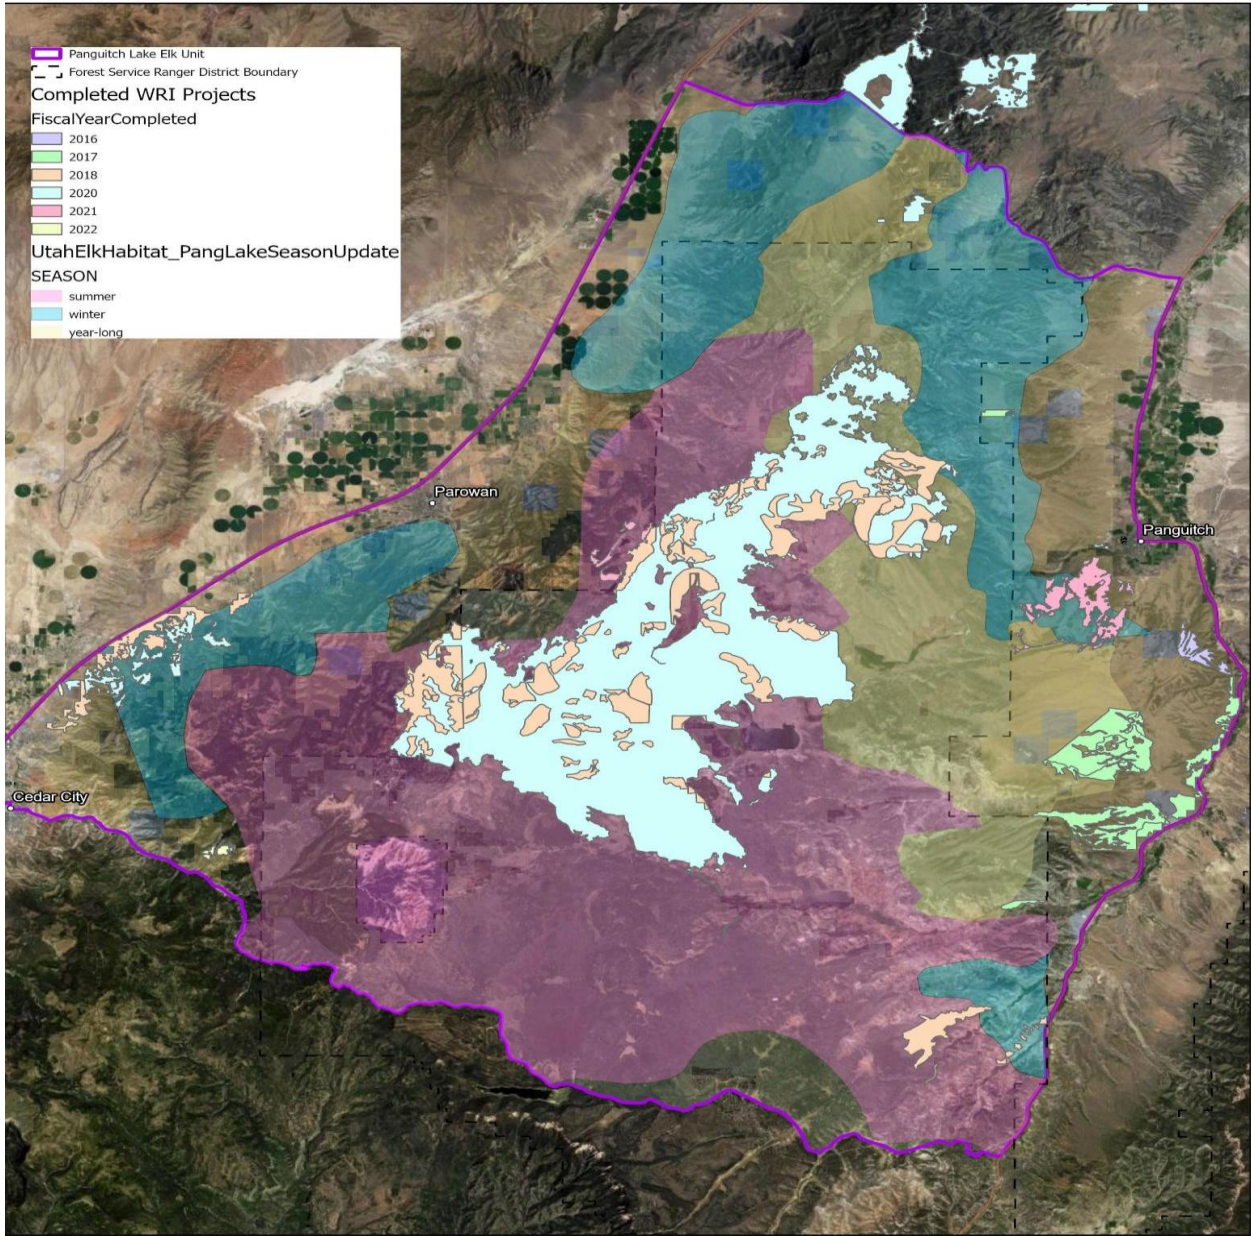 Panguitch Lake Elk Unit
Forest Service Ranger District Boundary
Completed WRI Projects
FiscalYearCompleted
2016
2017
2018
2020
2021
2022
UtahElkHabitat_PangLakeSeasonUpdate
SEASON
summer
winter
year-long
Parowan
Panguitch
Cedar City